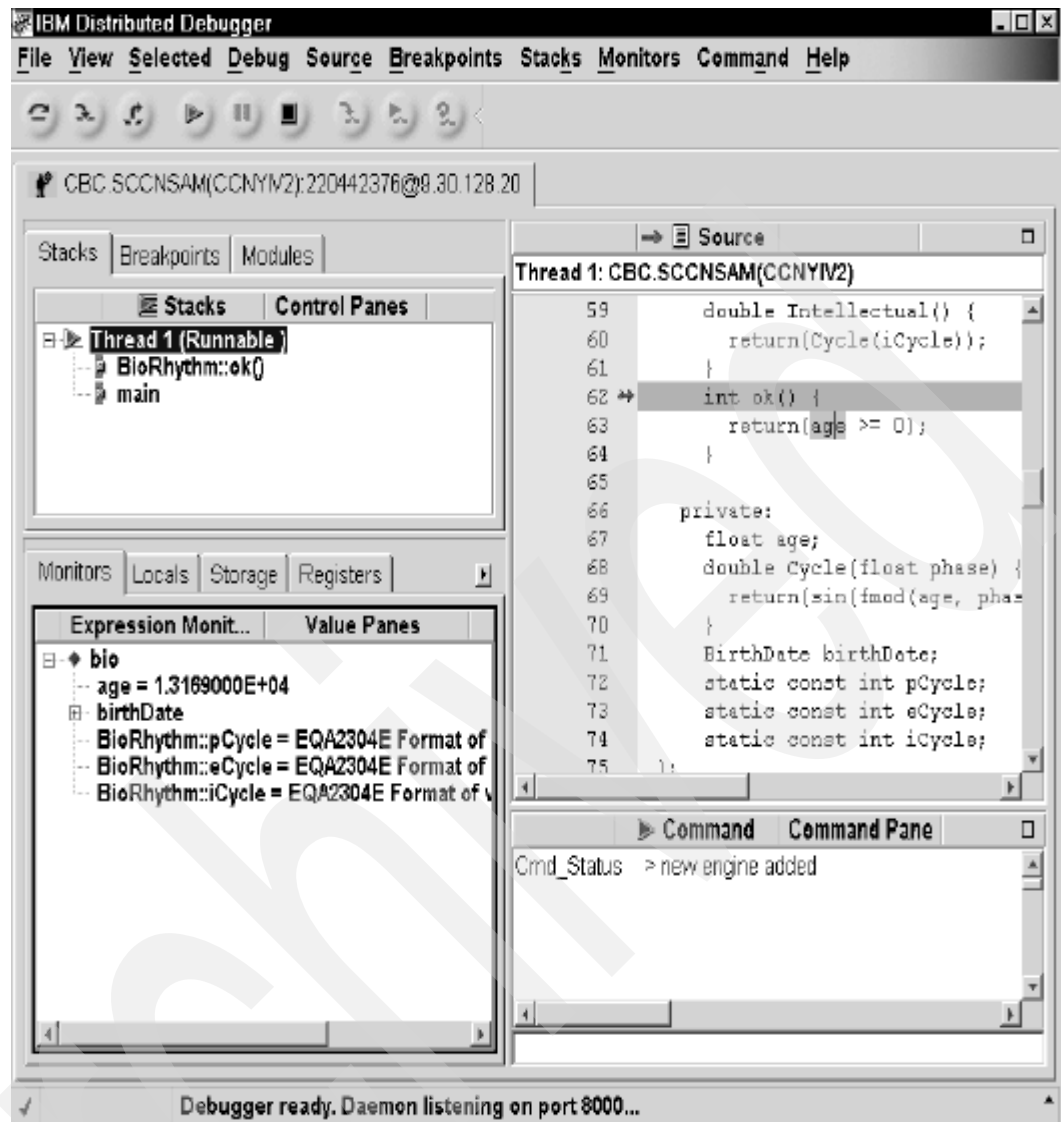 IBM Distributed Debugger
File View Selected Debug Source Breakpoints Stacks Monitors Command Help
CBC.SCCNSAM(CCNYIV2):220442376@9.30.128.20
Stacks Breakpoints Modules
Stacks Control Panes
Thread 1 (Runnable )
BioRhythm::ok()
main
Monitors Locals Storage Registers
Expression Monit... Value Panes
bio
age = 1.3169000E+04
birthDate
BioRhythm::pCycle = EQA2304E Format of
BioRhythm::eCycle = EQA2304E Format of
BioRhythm::iCycle = EQA2304E Format of v
Source
Thread 1: CBC.SCCNSAM(CCNYIV2)
59 double Intellectual() {
60 return(Cycle(iCycle));
61 }
62 int ok() {
63 return(age >= 0);
64 }
65
66 private:
67 float age;
68 double Cycle(float phase) {
69 return(sin(fmod(age, phas
70 }
71 BirthDate birthDate;
72 static const int pCycle;
73 static const int eCycle;
74 static const int iCycle;
75 };
Command Command Pane
Cmd_Status > new engine added
Debugger ready. Daemon listening on port 8000...